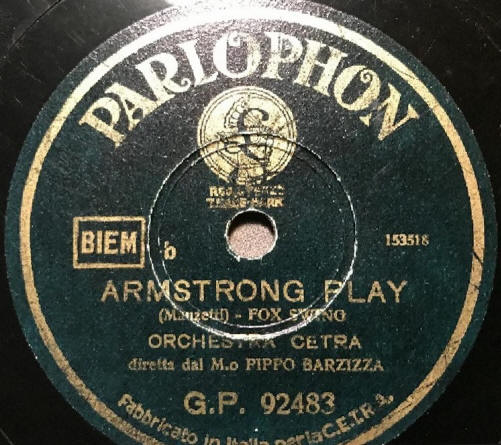 PARLOPHON
REGISTERED
TRADE MARK
BIEM
b
153518
ARMSTRONG PLAY
(Manzetti) - FOX SWING
ORCHESTRA CETRA
diretta dal M.o PIPPO BARZIZZA
G.P. 92483
Fabbricato in Italia per la C.E.T.R.A.